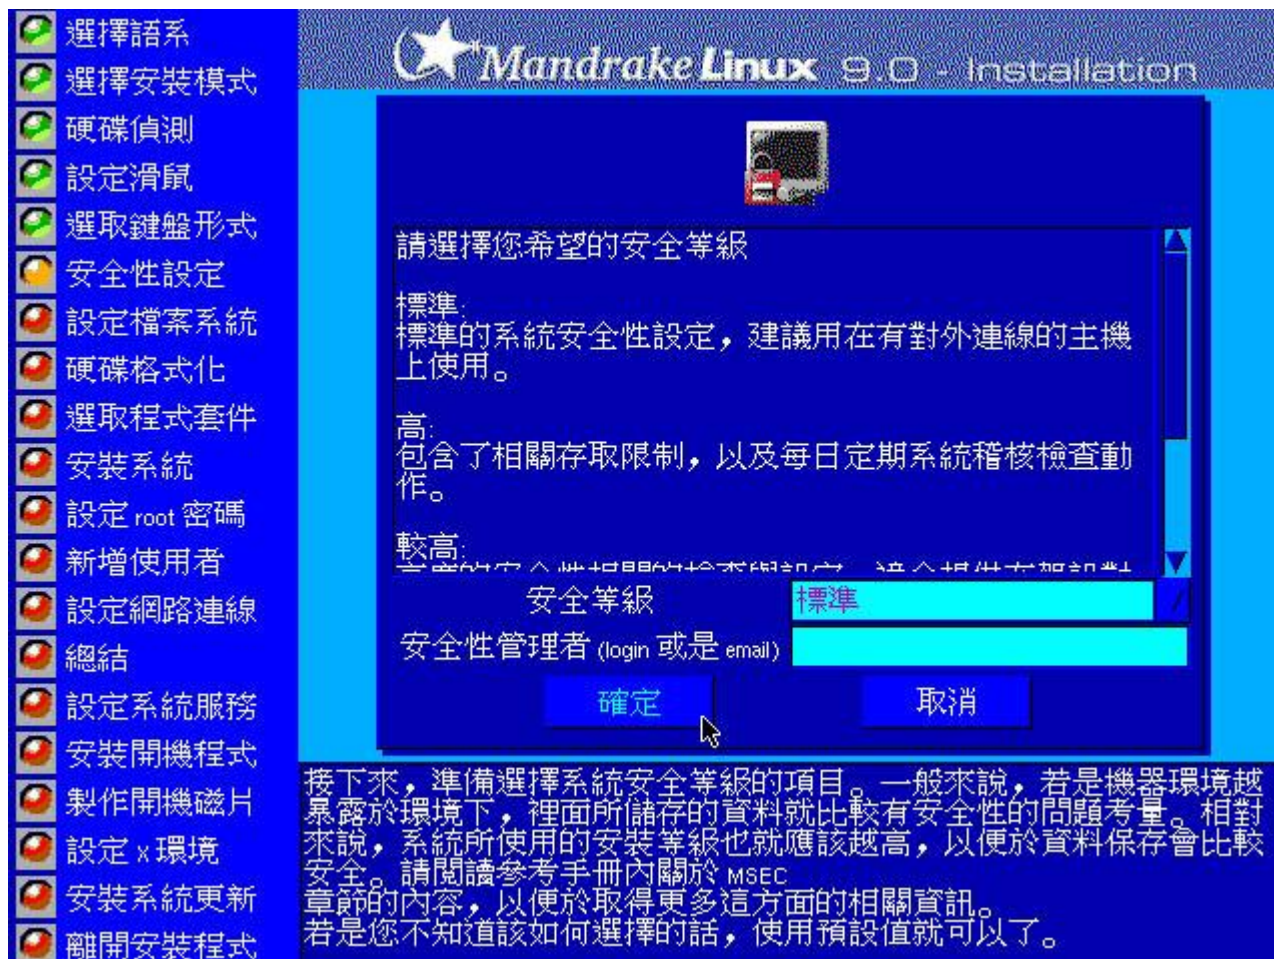 選擇語系
選擇安裝模式
硬碟偵測
設定滑鼠
選取鍵盤形式
安全性設定
設定檔案系統
硬碟格式化
選取程式套件
安裝系統
設定 root 密碼
新增使用者
設定網路連線
總結
設定系統服務
安裝開機程式
製作開機磁片
設定 X 環境
安裝系統更新
離開安裝程式
Mandrake Linux 9.0 - Installation
請選擇您希望的安全等級
標準:
標準的系統安全性設定，建議用在有對外連線的主機
上使用。
高:
包含了相關存取限制，以及每日定期系統稽核檢查動
作。
較高:
安全等級 標準
安全性管理者 (login 或是 email)
確定 取消
接下來，準備選擇系統安全等級的項目。一般來說，若是機器環境越
暴露於環境下，裡面所儲存的資料就比較有安全性的問題考量。相對
來說，系統所使用的安裝等級也就應該越高，以便於資料保存會比較
安全。請閱讀參考手冊內關於 MSEC
章節的內容，以便於取得更多這方面的相關資訊。
若是您不知道該如何選擇的話，使用預設值就可以了。